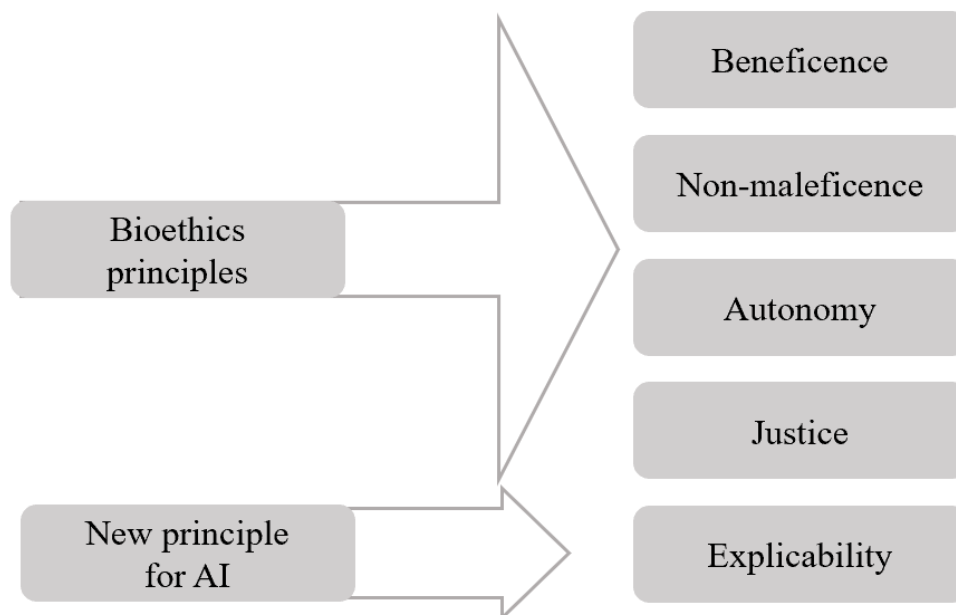 Bioethics
principles
Beneficence
Non-maleficence
Autonomy
Justice
New principle
for AI
Explicability